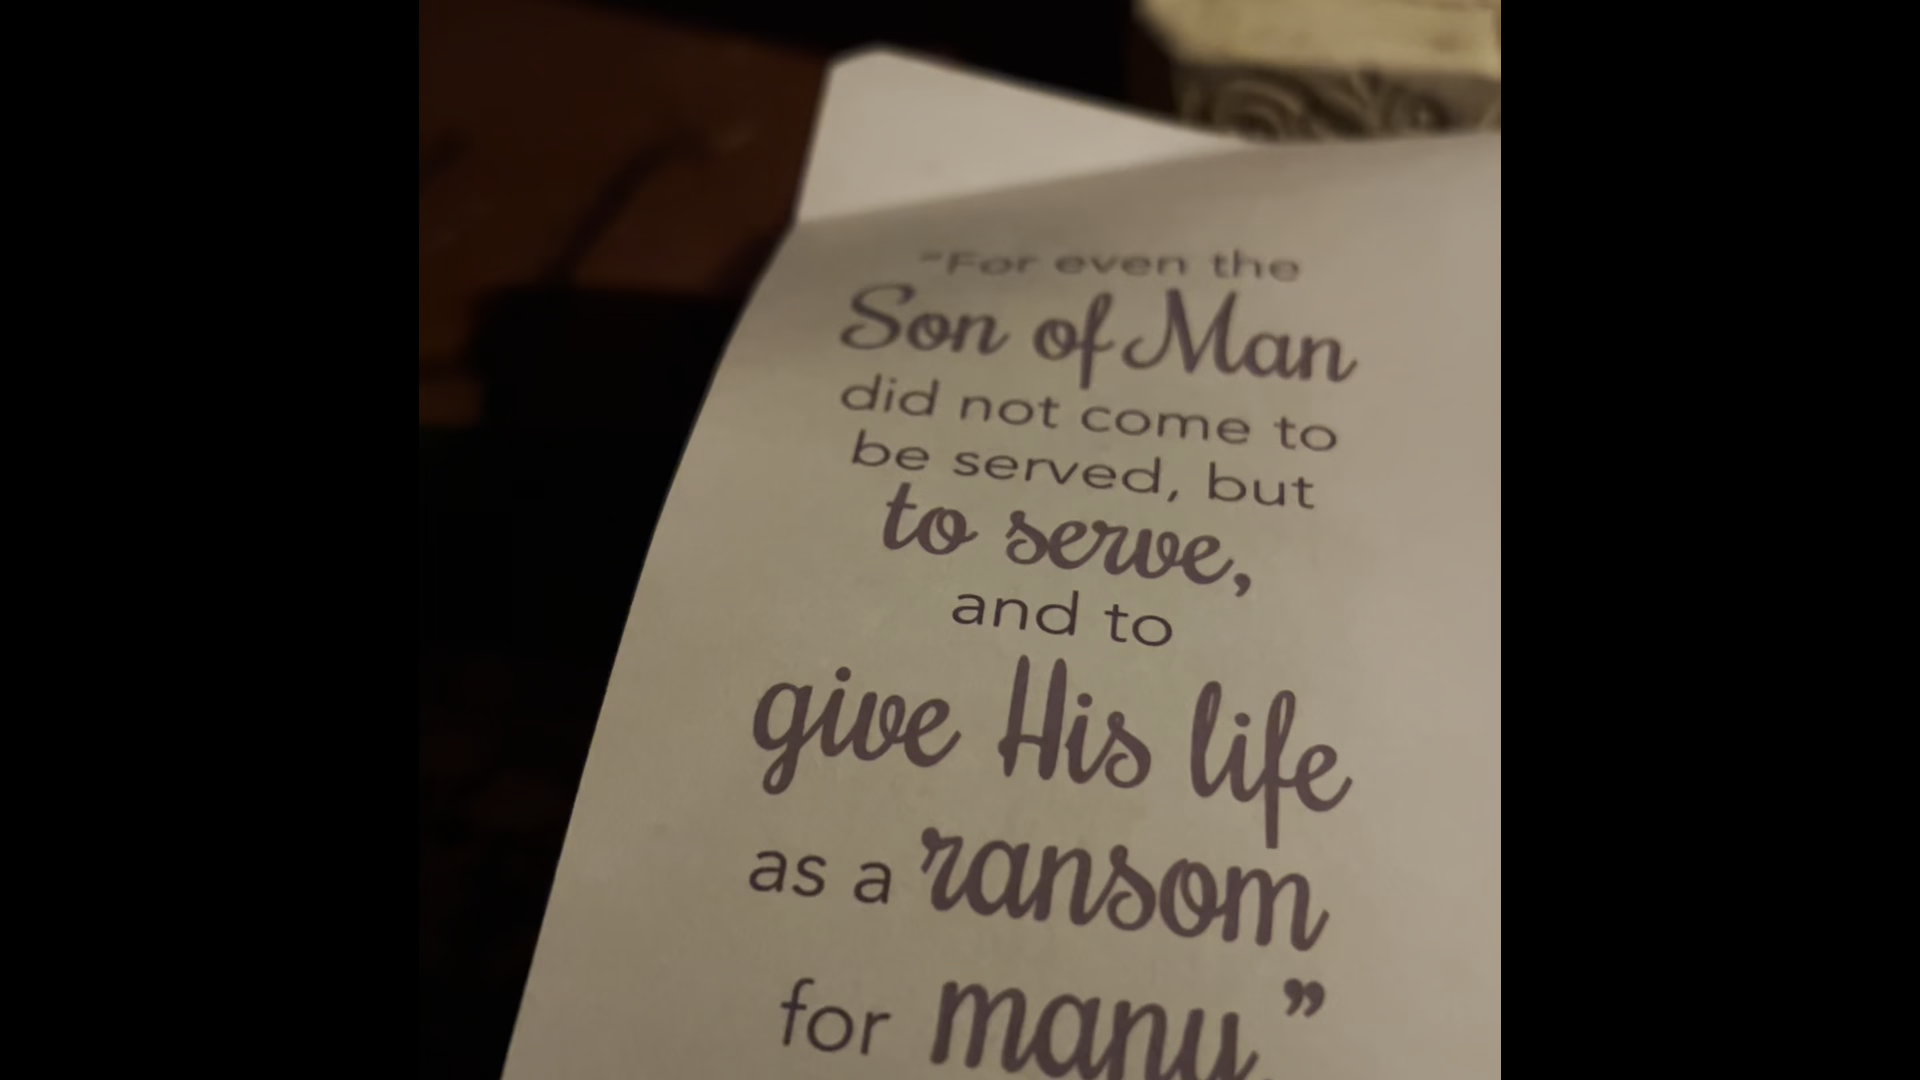 “For even the
Son of Man
did not come to
be served, but
to serve,
and to
give His life
as a ransom
for many.”